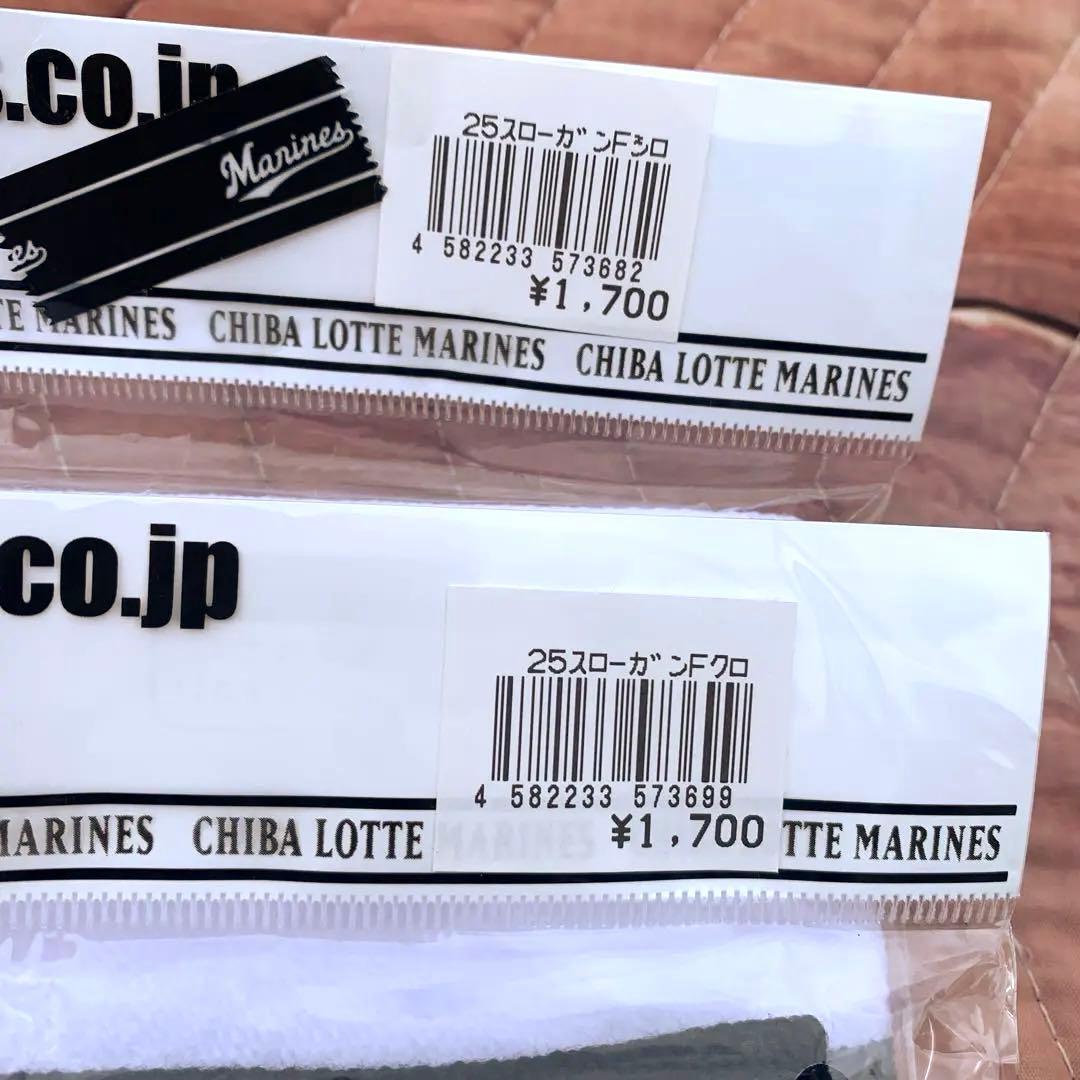 s.co.jp
Marines
es
25スローガンFシロ
4 582233 573682
¥1,700
TE MARINES CHIBA LOTTE MARINES CHIBA LOTTE MARINES
co.jp
25スローガンFクロ
4 582233 573699
¥1,700
MARINES CHIBA LOTTE MARINES TTE MARINES